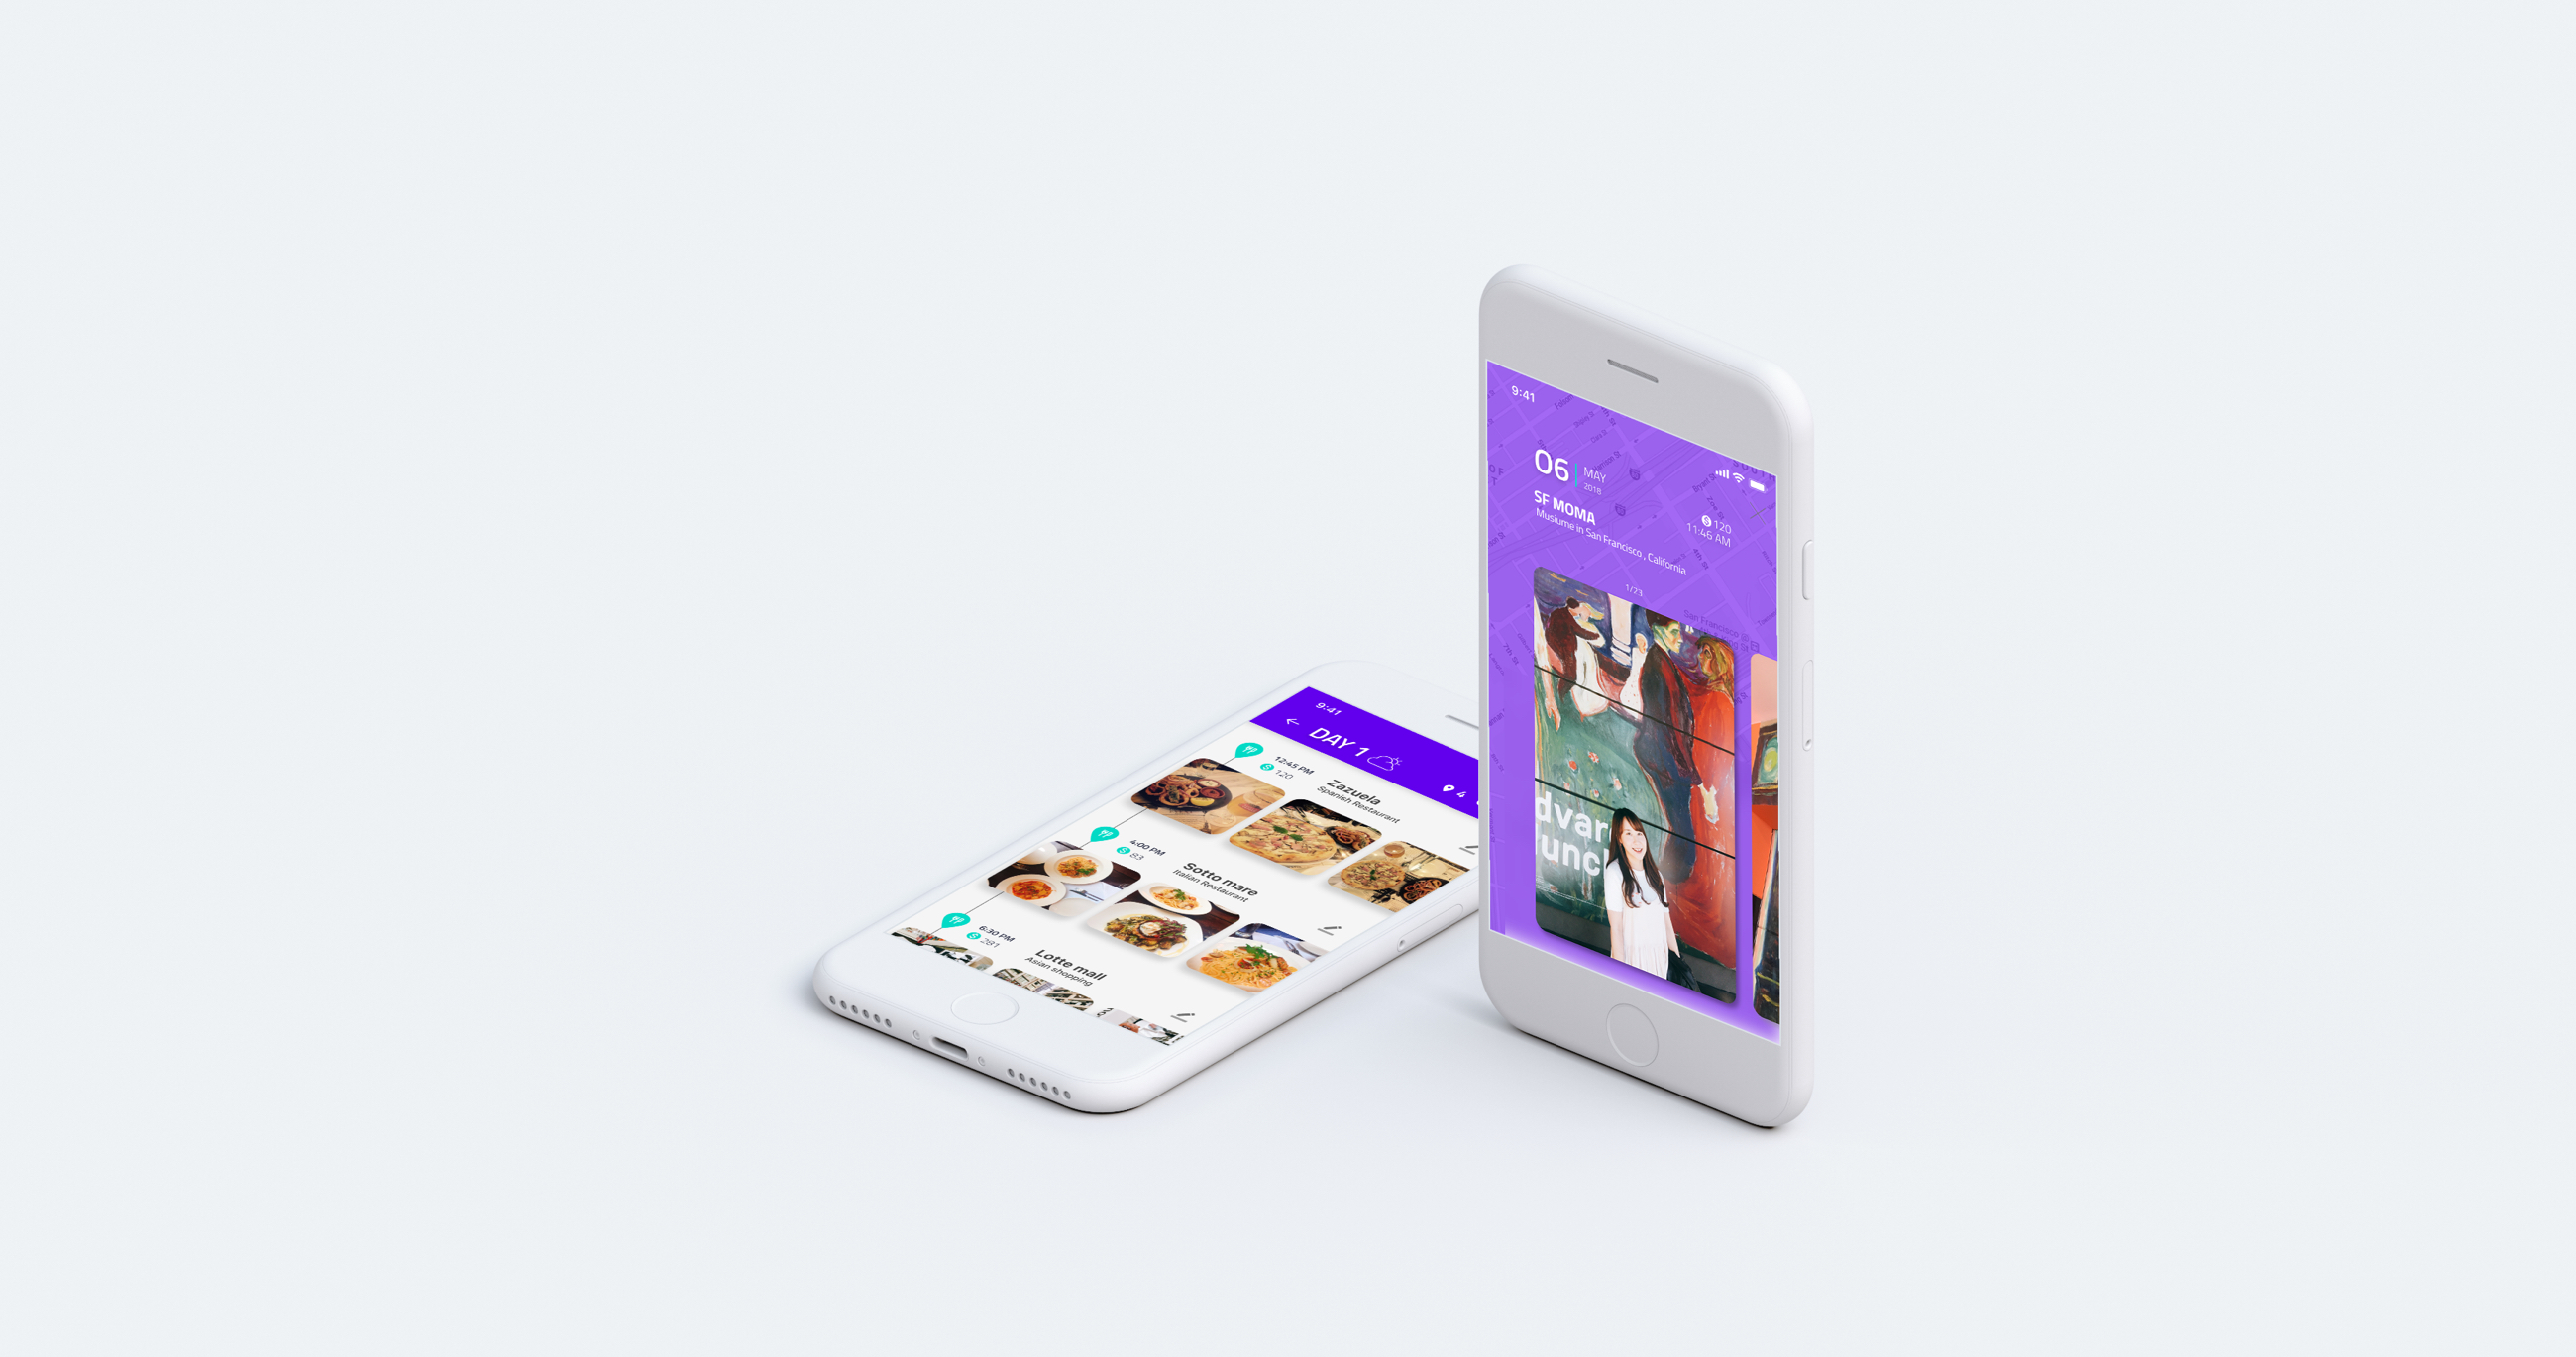 9:41
DAY 1
4
12:45 PM
120
Zazuela
Spanish Restaurant
4:00 PM
83
Sotto mare
Italian Restaurant
6:30 PM
281
Lotte mall
Asian shopping
9:41
06
MAY
2018
SF MOMA
Musiume in San Francisco , California
120
11:46 AM
1/23
dvar
unc